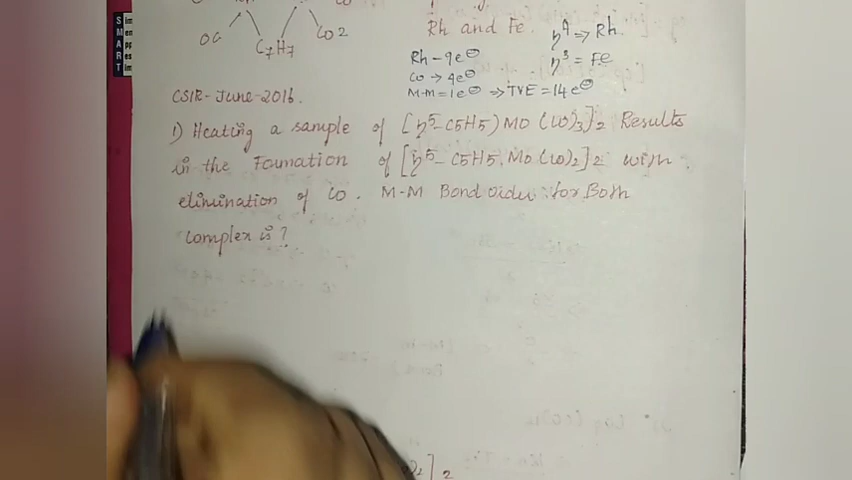 S
M
A
R
T
OC
C7H7
CO2
Rh and Fe.
η4 => Rh.
η3 = Fe
Rh - 9e⊖
CO → 4e⊖
M-M = 1e⊖ => TVE = 14e⊖
CSIR - June - 2016.
1) Heating a sample of [η5-C5H5) MO (CO)3]2 Results
in the Formation of [η5- C5H5.Mo(CO)2]2 with
elimination of CO. M-M Bond order for Both
Complex is?
]2